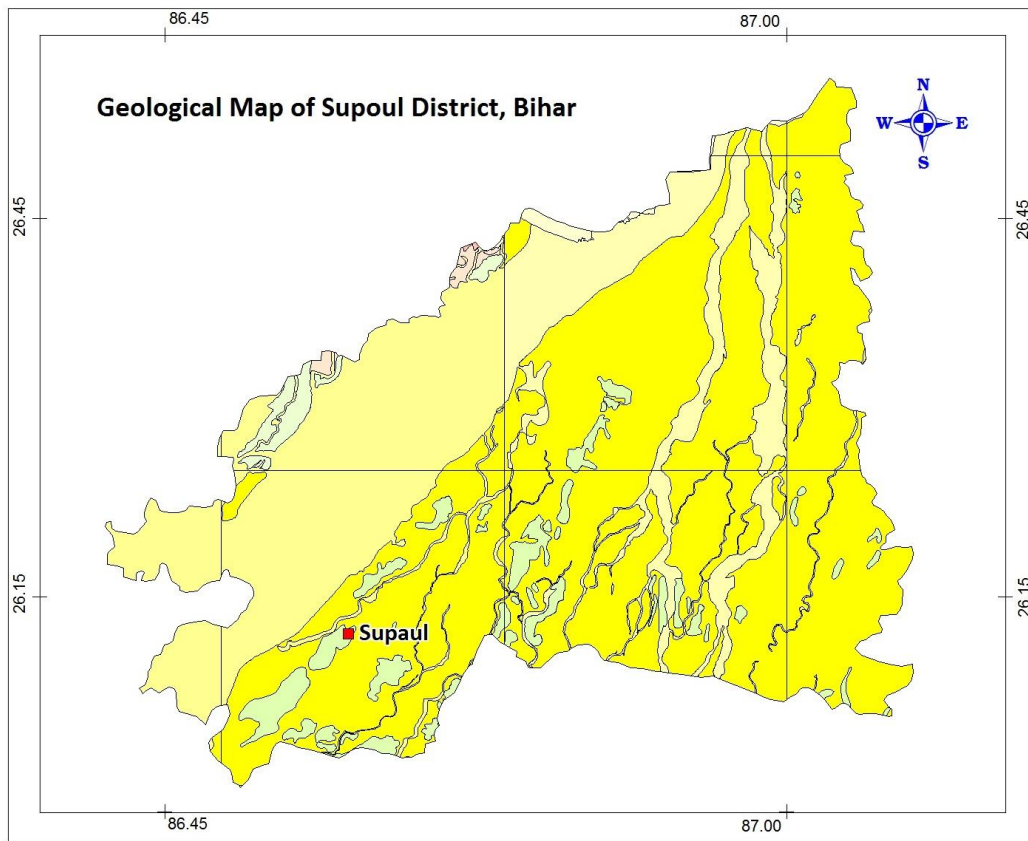 86.45
87.00
Geological Map of Supoul District, Bihar
N
W E
S
26.45
26.45
26.15
26.15
Supaul
86.45
87.00